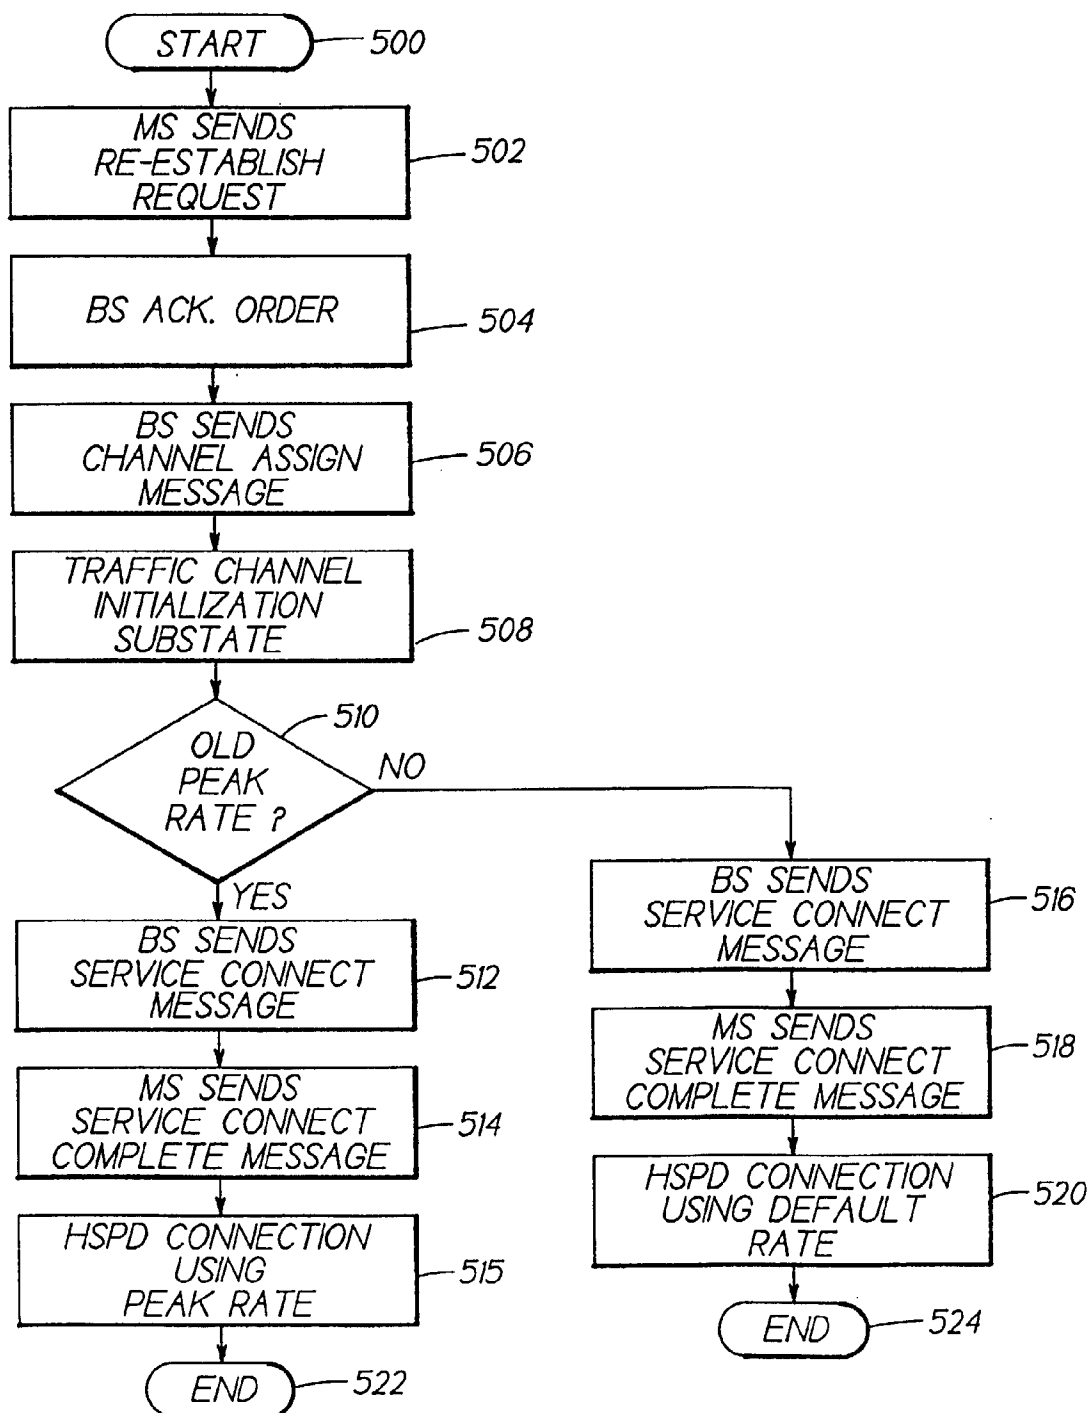 START
500
MS SENDS
RE-ESTABLISH
REQUEST
502
BS ACK. ORDER
504
BS SENDS
CHANNEL ASSIGN
MESSAGE
506
TRAFFIC CHANNEL
INITIALIZATION
SUBSTATE
508
510
OLD
PEAK
RATE ?
NO
YES
BS SENDS
SERVICE CONNECT
MESSAGE
512
MS SENDS
SERVICE CONNECT
COMPLETE MESSAGE
514
HSPD CONNECTION
USING
PEAK RATE
515
END
522
BS SENDS
SERVICE CONNECT
MESSAGE
516
MS SENDS
SERVICE CONNECT
COMPLETE MESSAGE
518
HSPD CONNECTION
USING DEFAULT
RATE
520
END
524